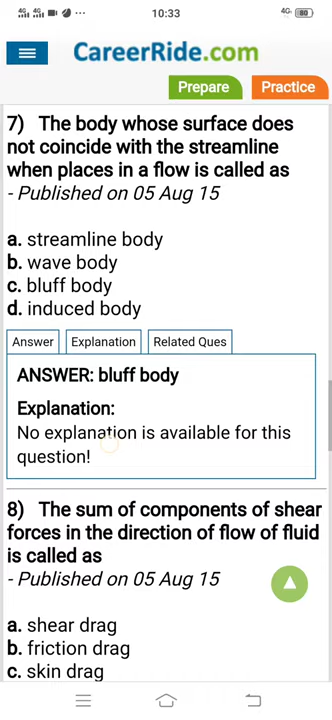 4G 4G ... 10:33 4G 80
CareerRide.com
Prepare Practice
7) The body whose surface does
not coincide with the streamline
when places in a flow is called as
- Published on 05 Aug 15
a. streamline body
b. wave body
c. bluff body
d. induced body
Answer Explanation Related Ques
ANSWER: bluff body
Explanation:
No explanation is available for this
question!
8) The sum of components of shear
forces in the direction of flow of fluid
is called as
- Published on 05 Aug 15
a. shear drag
b. friction drag
c. skin drag